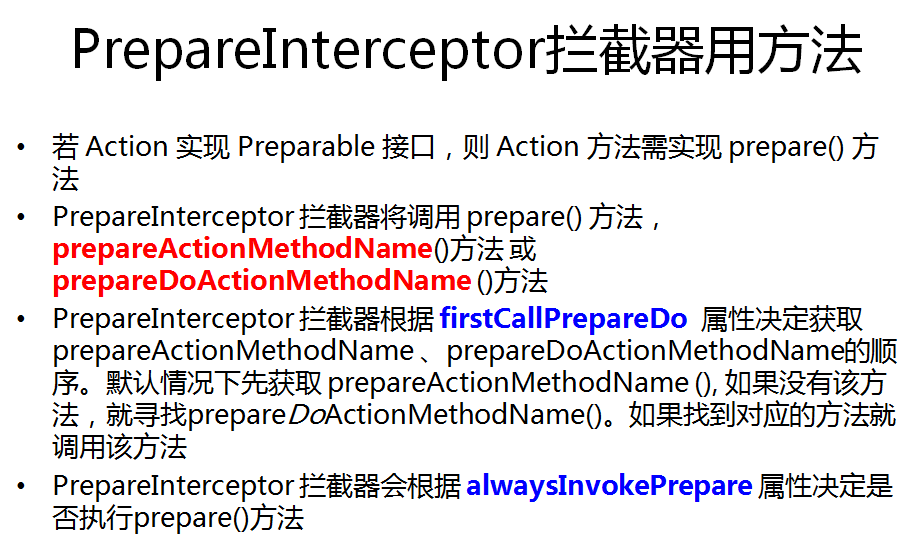 PrepareInterceptor拦截器用方法
• 若 Action 实现 Preparable 接口，则 Action 方法需实现 prepare() 方
法
• PrepareInterceptor 拦截器将调用 prepare() 方法，
prepareActionMethodName()方法 或
prepareDoActionMethodName ()方法
• PrepareInterceptor 拦截器根据 firstCallPrepareDo 属性决定获取
prepareActionMethodName 、prepareDoActionMethodName的顺
序。默认情况下先获取 prepareActionMethodName (), 如果没有该方
法，就寻找prepareDoActionMethodName()。如果找到对应的方法就
调用该方法
• PrepareInterceptor 拦截器会根据 alwaysInvokePrepare 属性决定是
否执行prepare()方法